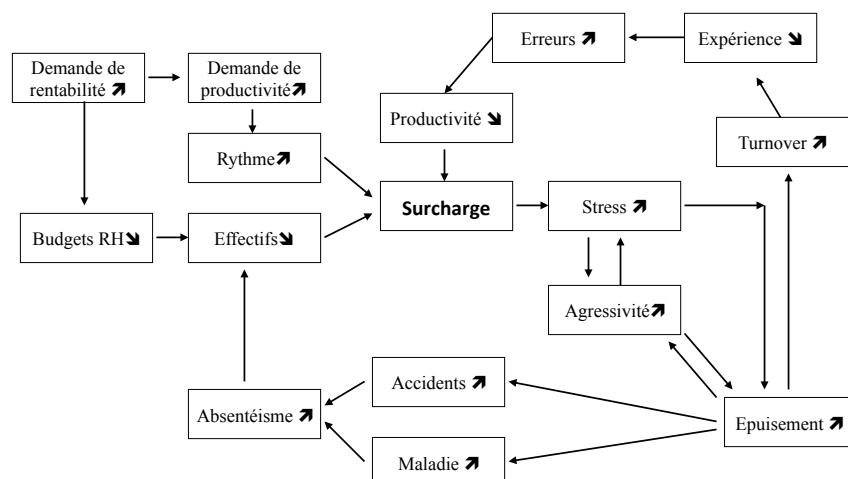 Erreurs ⬈
Expérience ⬊
Demande de
rentabilité ⬈
Demande de
productivité⬈
Productivité ⬊
Turnover ⬈
Rythme⬈
Surcharge
Stress ⬈
Budgets RH⬊
Effectifs⬊
Agressivité⬈
Accidents ⬈
Absentéisme ⬈
Epuisement ⬈
Maladie ⬈